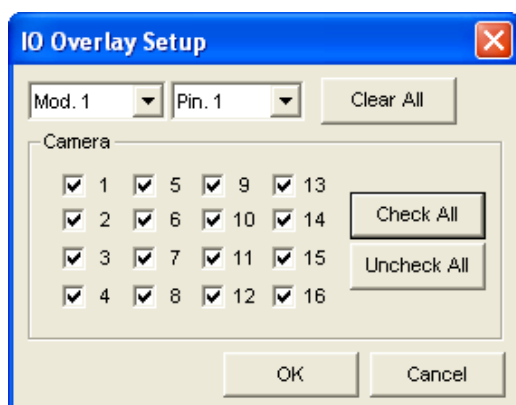 IO Overlay Setup
Mod. 1 Pin. 1 Clear All
Camera
1 5 9 13
2 6 10 14 Check All
3 7 11 15 Uncheck All
4 8 12 16
OK Cancel